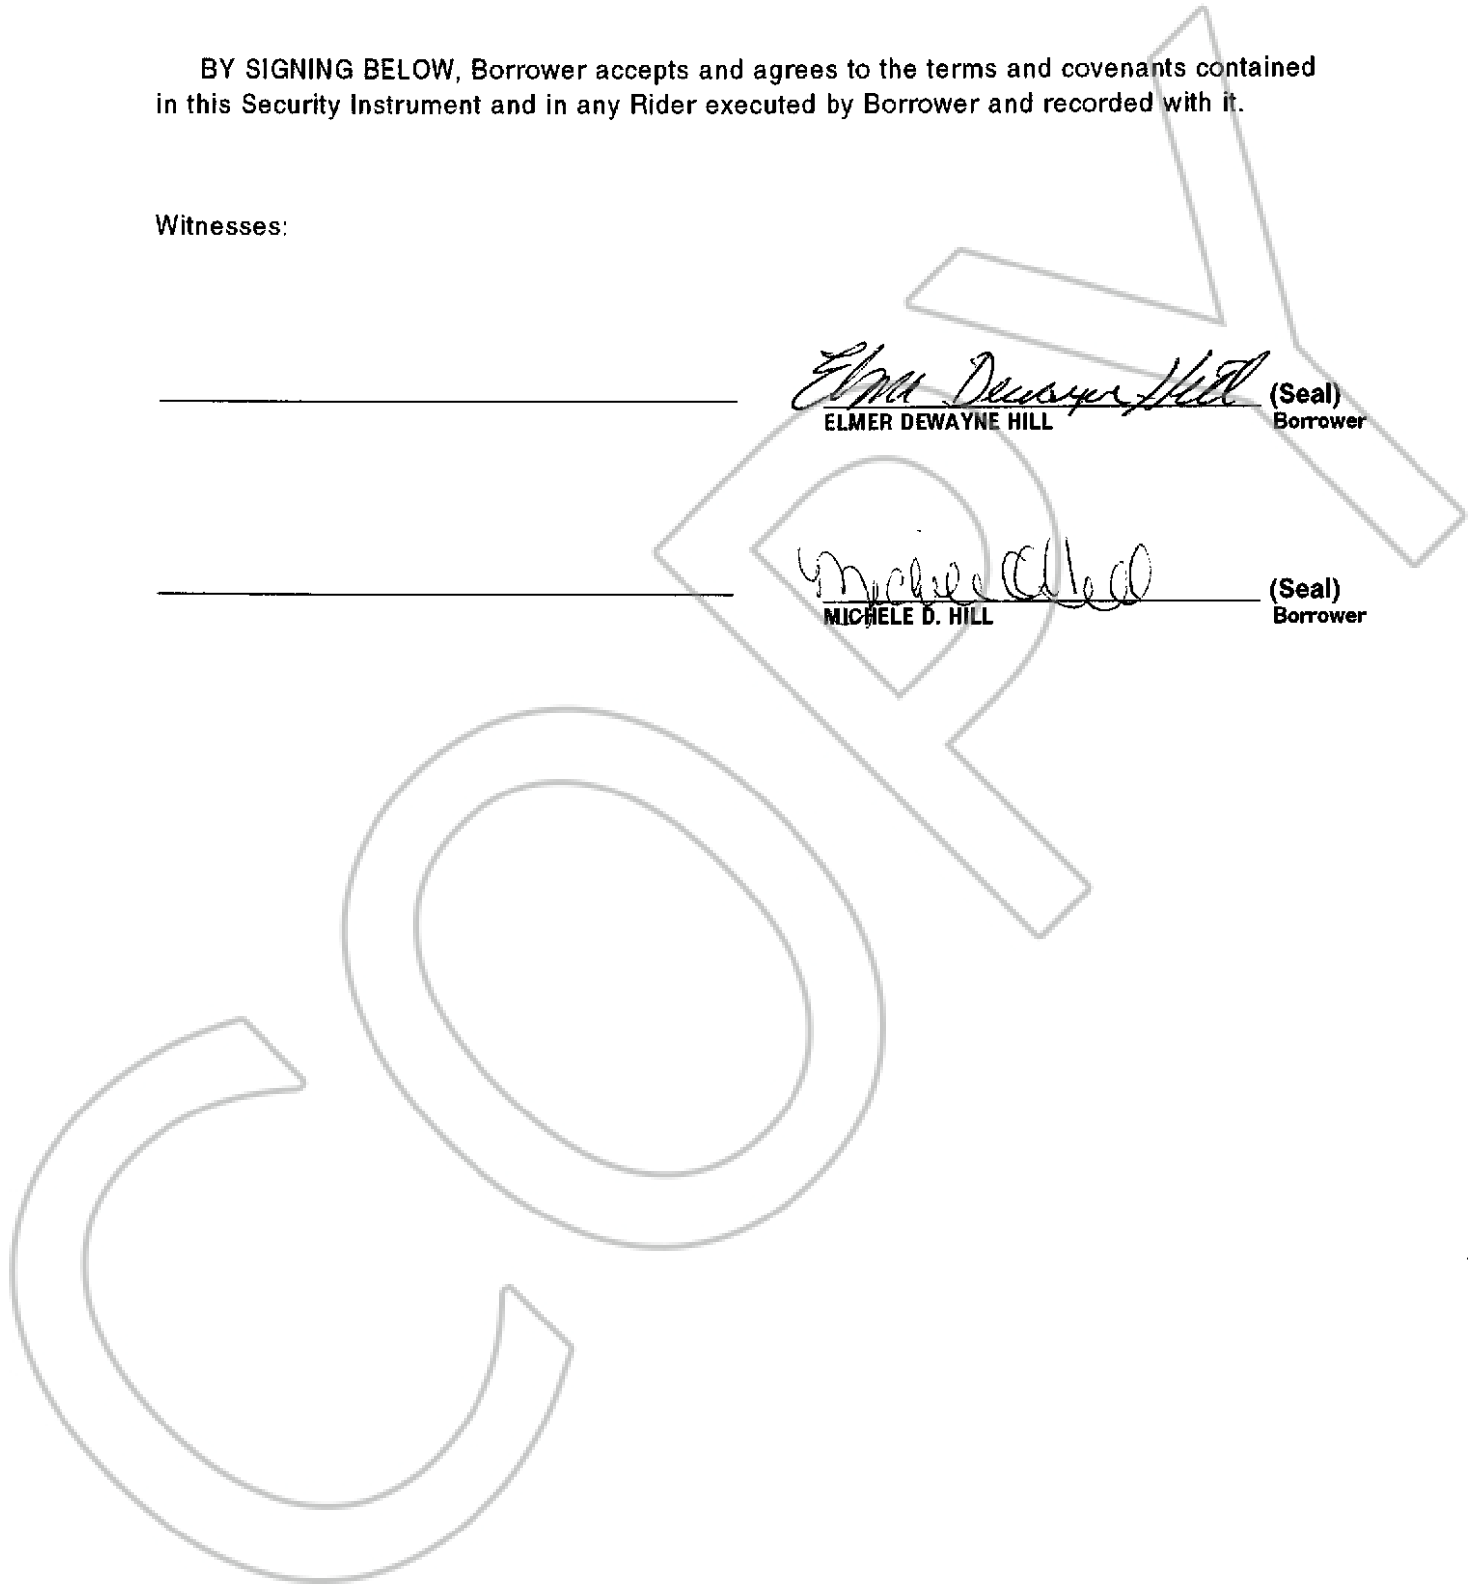 BY SIGNING BELOW, Borrower accepts and agrees to the terms and covenants contained
in this Security Instrument and in any Rider executed by Borrower and recorded with it.
Witnesses:
Elmer Dewayne Hill (Seal)
ELMER DEWAYNE HILL Borrower
Michele D Hill (Seal)
MICHELE D. HILL Borrower
COPY